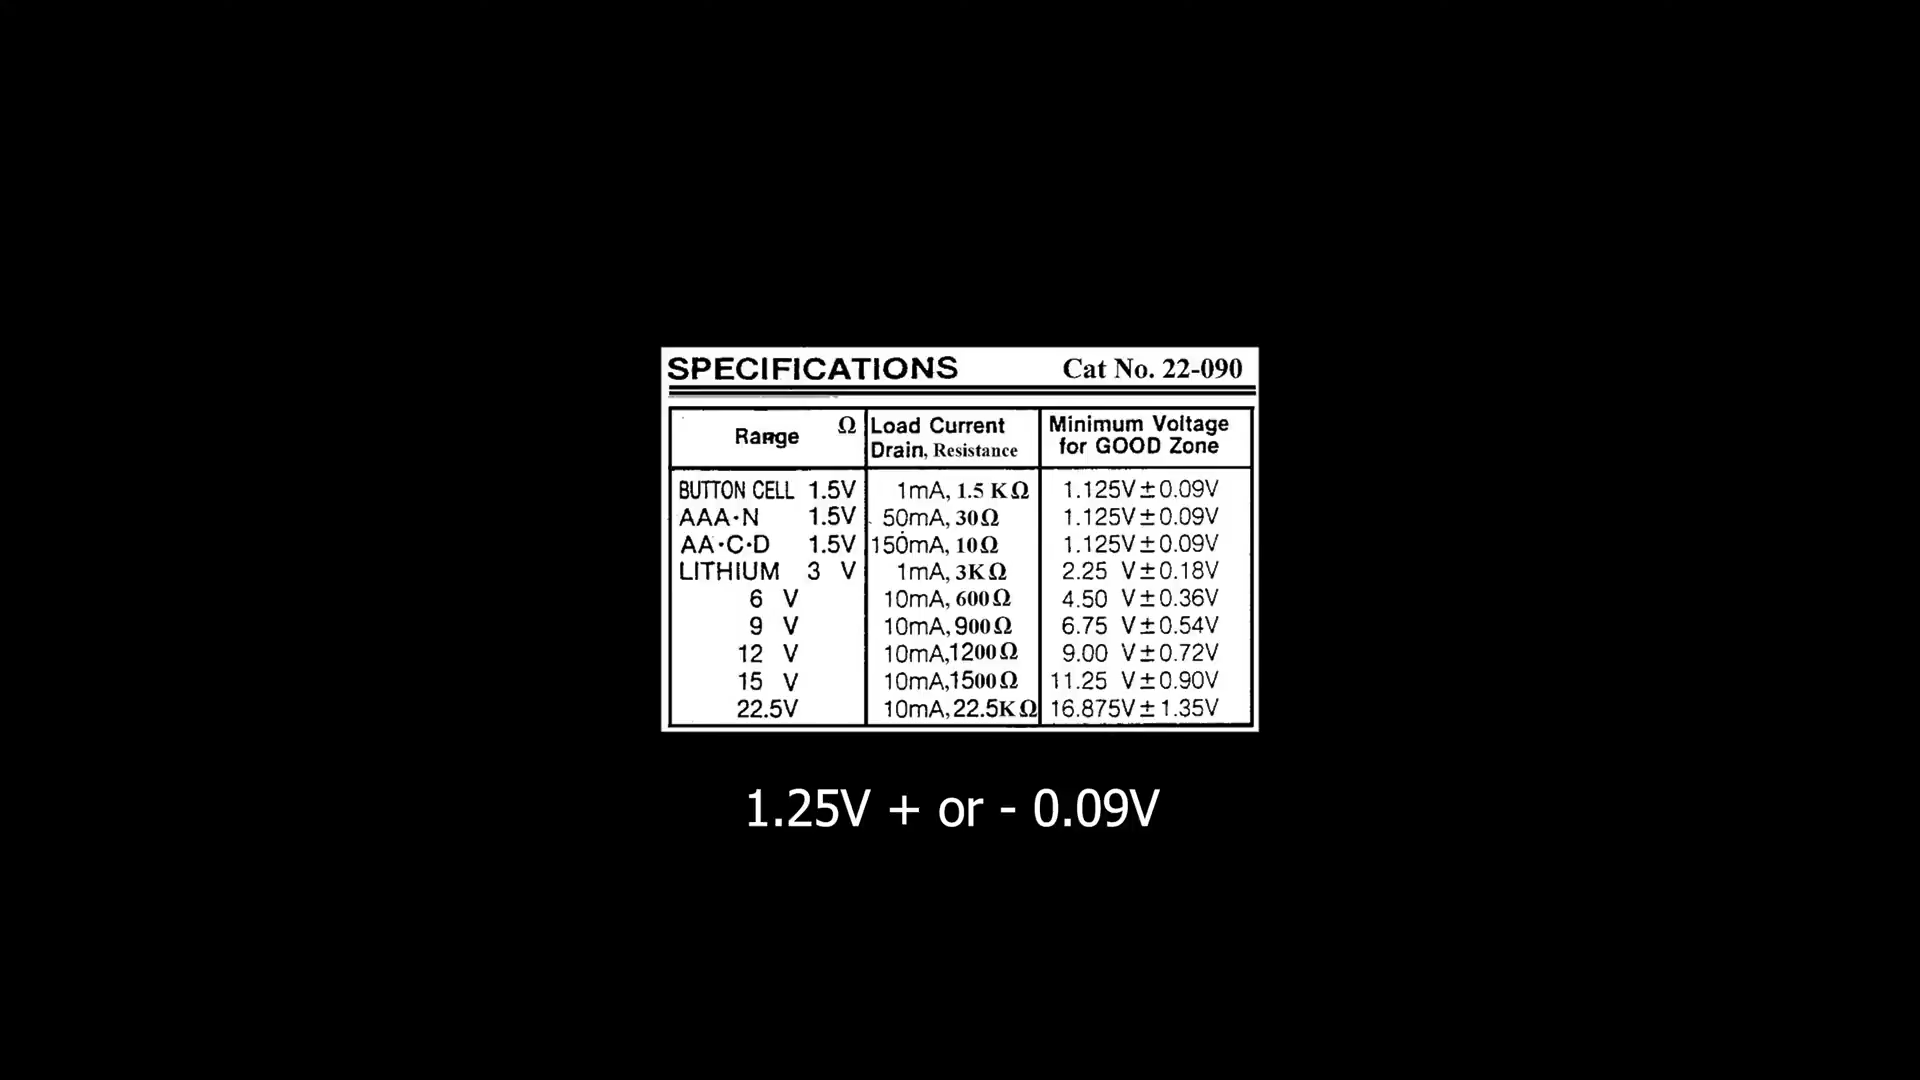 SPECIFICATIONS Cat No. 22-090
Range Ω Load Current Drain, Resistance Minimum Voltage for GOOD Zone
BUTTON CELL 1.5V 1mA, 1.5 KΩ 1.125V±0.09V
AAA·N 1.5V 50mA, 30Ω 1.125V±0.09V
AA·C·D 1.5V 150mA, 10Ω 1.125V±0.09V
LITHIUM 3 V 1mA, 3KΩ 2.25 V±0.18V
6 V 10mA, 600Ω 4.50 V±0.36V
9 V 10mA, 900Ω 6.75 V±0.54V
12 V 10mA, 1200Ω 9.00 V±0.72V
15 V 10mA, 1500Ω 11.25 V±0.90V
22.5V 10mA, 22.5KΩ 16.875V±1.35V
1.25V + or - 0.09V